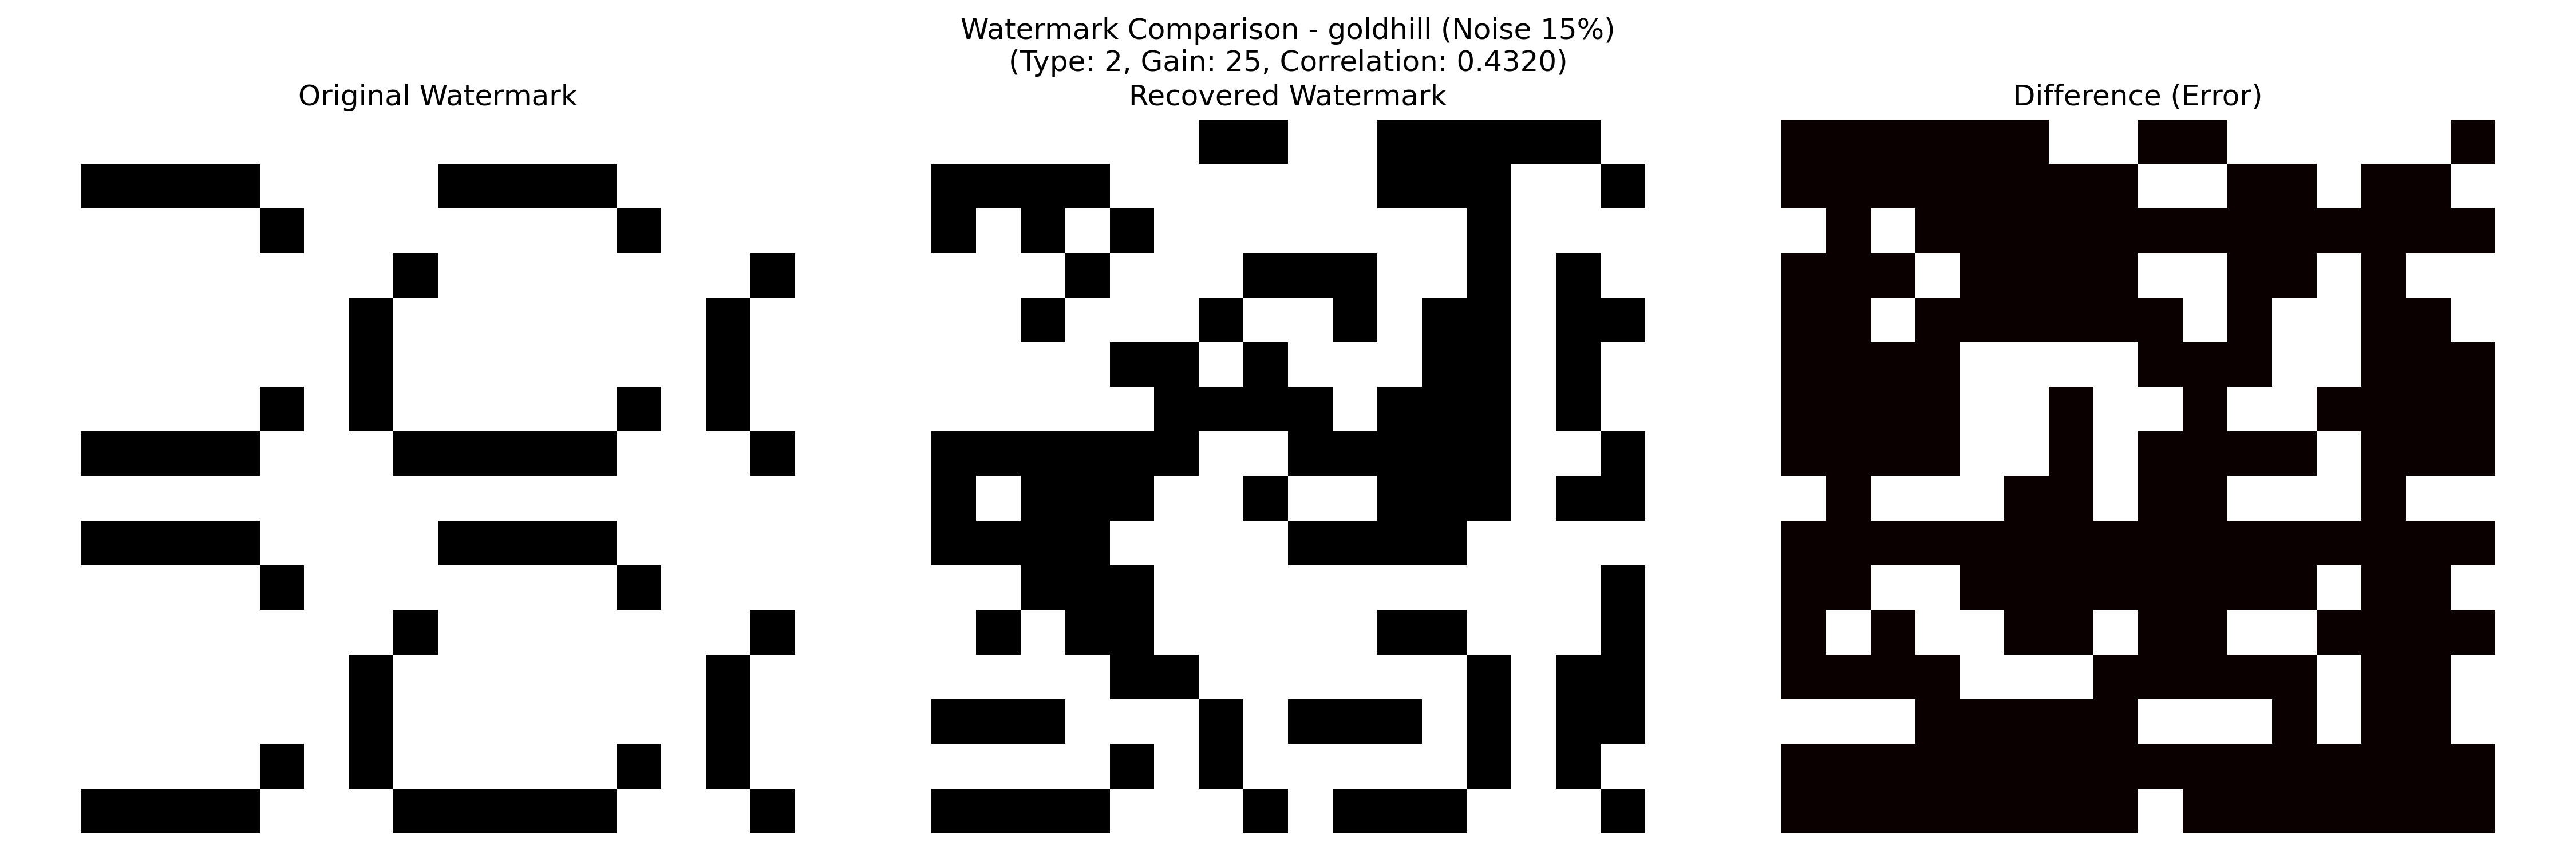 Watermark Comparison - goldhill (Noise 15%)
(Type: 2, Gain: 25, Correlation: 0.4320)
Original Watermark
Recovered Watermark
Difference (Error)